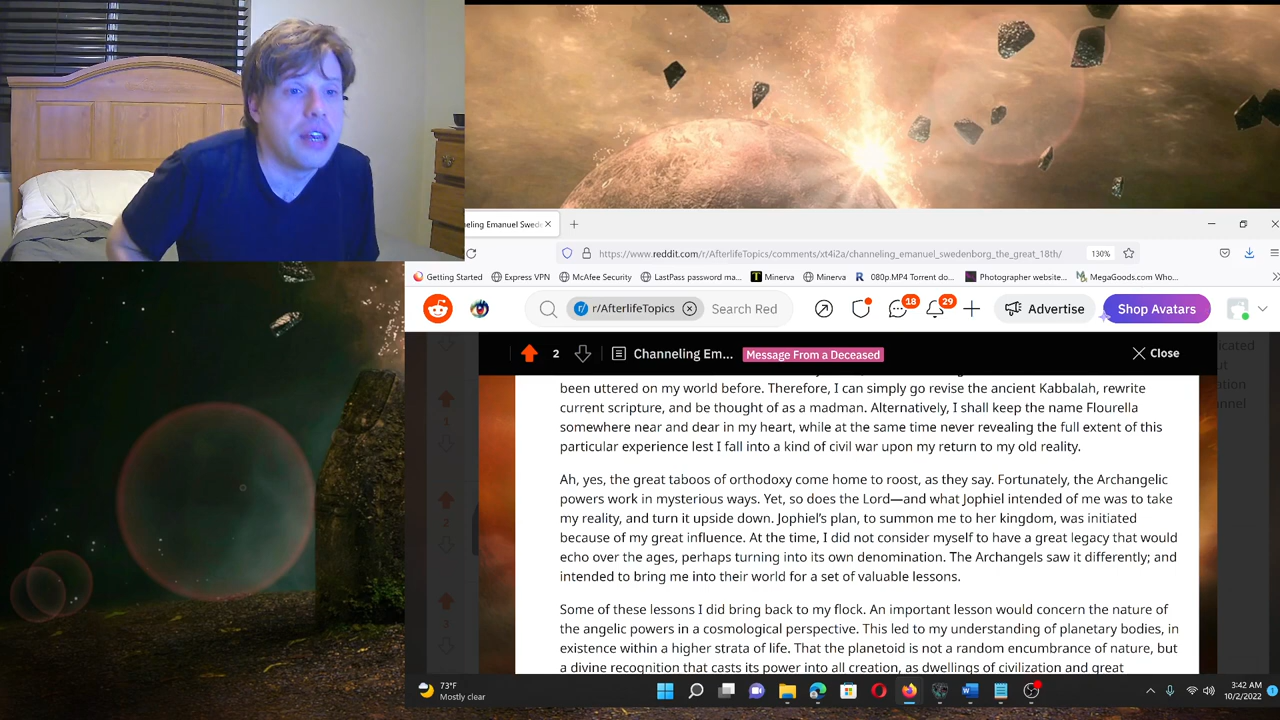 neling Emanuel Swed
https://www.reddit.com/r/AfterlifeTopics/comments/xt4i2a/channeling_emanuel_swedenborg_the_great_18th/
130%
Getting Started
Express VPN
McAfee Security
LastPass password ma...
Minerva
Minerva
080p.MP4 Torrent do...
Photographer website...
MegaGoods.com Who...
r/AfterlifeTopics
Search Red
18
29
Advertise
Shop Avatars
2
Channeling Em...
Message From a Deceased
Close
been uttered on my world before. Therefore, I can simply go revise the ancient Kabbalah, rewrite
current scripture, and be thought of as a madman. Alternatively, I shall keep the name Flourella
somewhere near and dear in my heart, while at the same time never revealing the full extent of this
particular experience lest I fall into a kind of civil war upon my return to my old reality.
Ah, yes, the great taboos of orthodoxy come home to roost, as they say. Fortunately, the Archangelic
powers work in mysterious ways. Yet, so does the Lord—and what Jophiel intended of me was to take
my reality, and turn it upside down. Jophiel’s plan, to summon me to her kingdom, was initiated
because of my great influence. At the time, I did not consider myself to have a great legacy that would
echo over the ages, perhaps turning into its own denomination. The Archangels saw it differently; and
intended to bring me into their world for a set of valuable lessons.
Some of these lessons I did bring back to my flock. An important lesson would concern the nature of
the angelic powers in a cosmological perspective. This led to my understanding of planetary bodies, in
existence within a higher strata of life. That the planetoid is not a random encumbrance of nature, but
a divine recognition that casts its power into all creation, as dwellings of civilization and great
73°F
Mostly clear
3:42 AM
10/2/2022